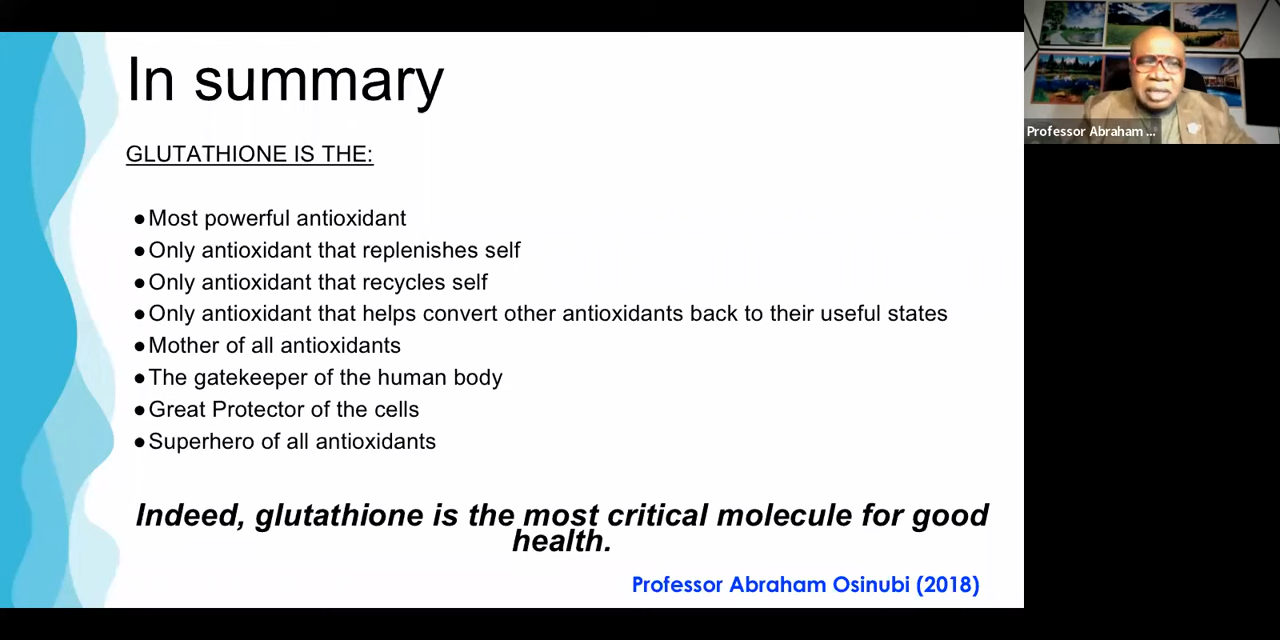 In summary
GLUTATHIONE IS THE:
●Most powerful antioxidant
●Only antioxidant that replenishes self
●Only antioxidant that recycles self
●Only antioxidant that helps convert other antioxidants back to their useful states
●Mother of all antioxidants
●The gatekeeper of the human body
●Great Protector of the cells
●Superhero of all antioxidants
Indeed, glutathione is the most critical molecule for good
health.
Professor Abraham Osinubi (2018)
Professor Abraham ...